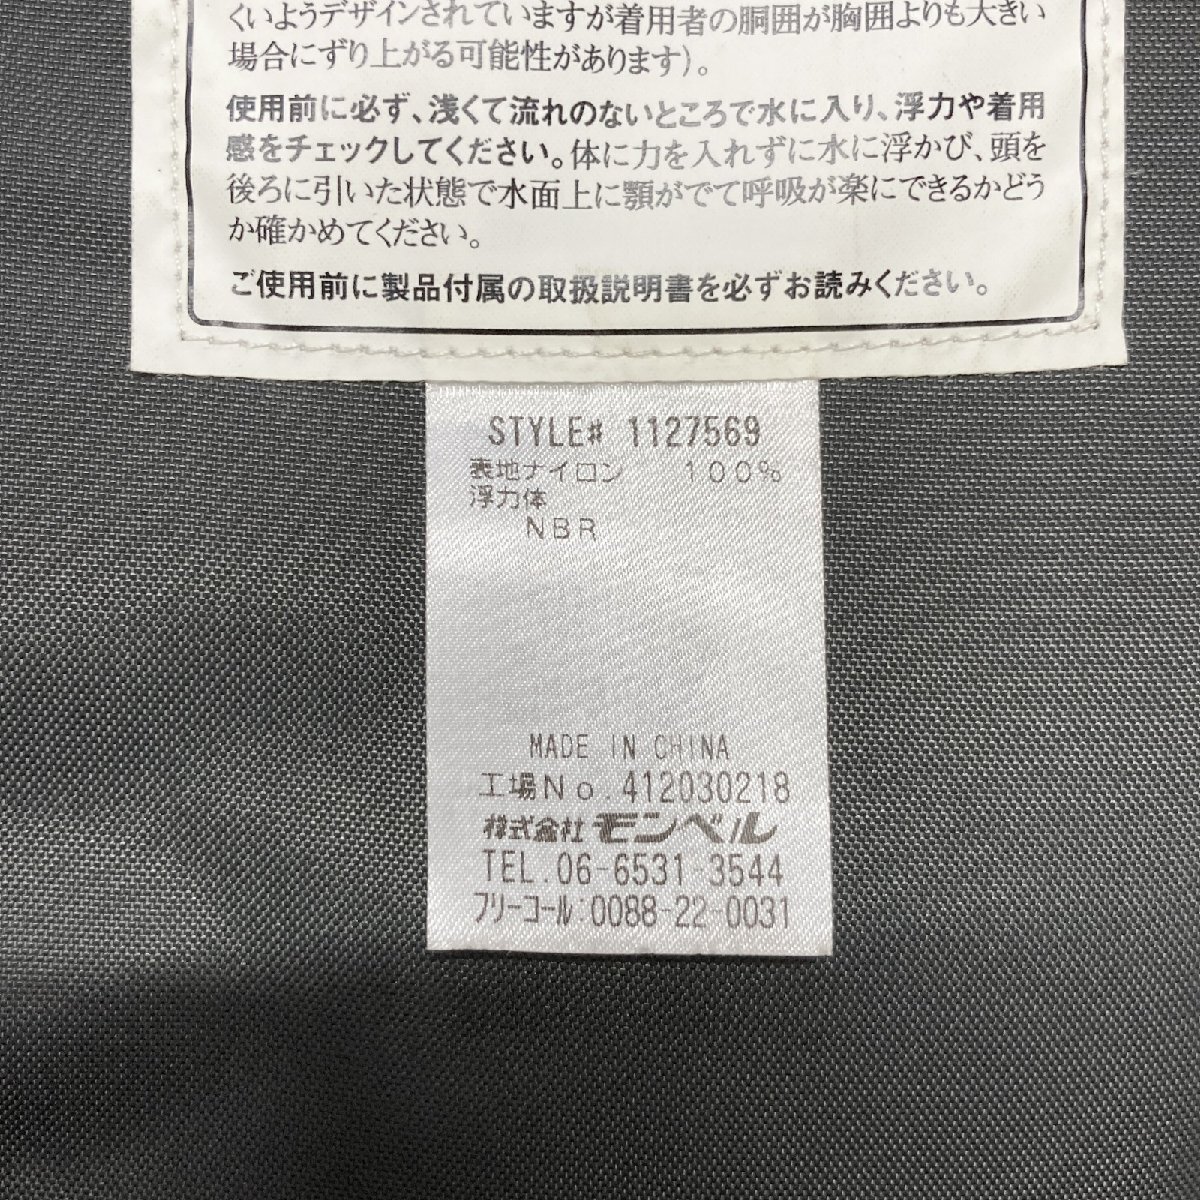 くいようデザインされていますが着用者の胴囲が胸囲よりも大きい
場合にずり上がる可能性があります)。
使用前に必ず、浅くて流れのないところで水に入り、浮力や着用
感をチェックしてください。体に力を入れずに水に浮かび、頭を
後ろに引いた状態で水面上に顎がでて呼吸が楽にできるかどう
か確かめてください。
ご使用前に製品付属の取扱説明書を必ずお読みください。
STYLE# 1127569
表地ナイロン 100%
浮力体
NBR
MADE IN CHINA
工場No.412030218
株式会社モンベル
TEL.06-6531-3544
フリーコール:0088-22-0031